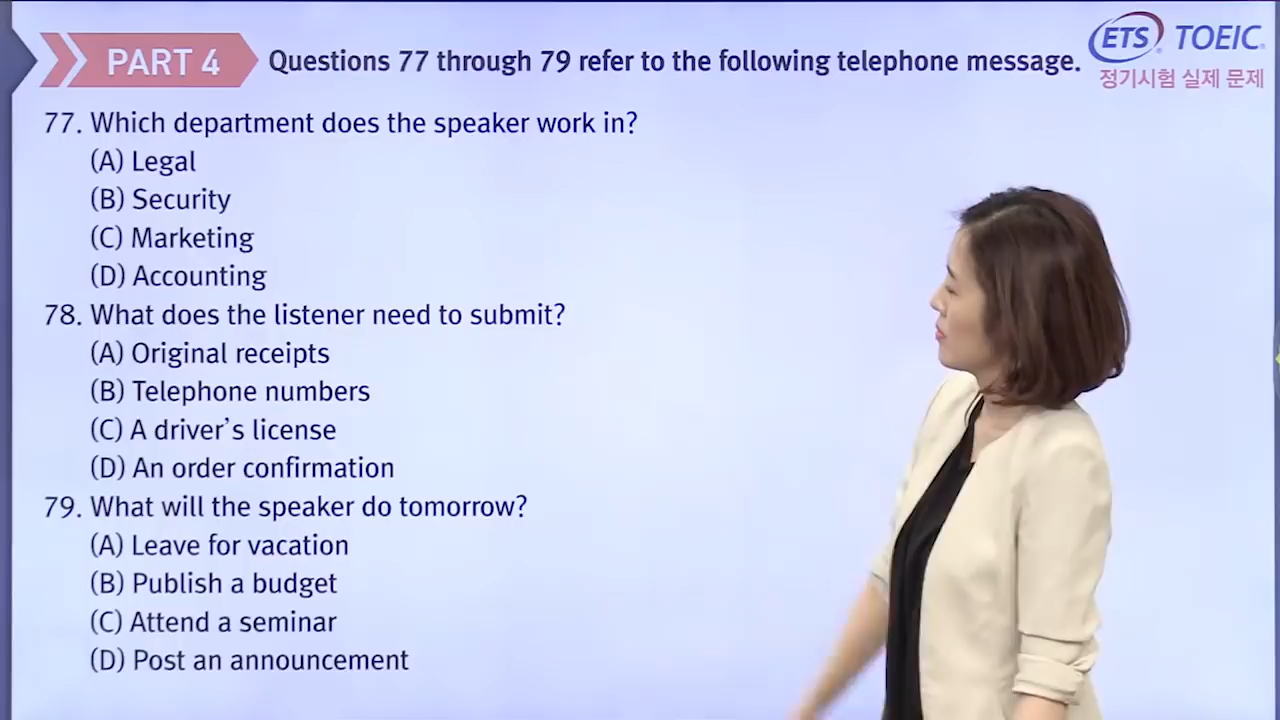 PART 4
Questions 77 through 79 refer to the following telephone message.
ETS TOEIC
정기시험 실제 문제
77. Which department does the speaker work in?
(A) Legal
(B) Security
(C) Marketing
(D) Accounting
78. What does the listener need to submit?
(A) Original receipts
(B) Telephone numbers
(C) A driver's license
(D) An order confirmation
79. What will the speaker do tomorrow?
(A) Leave for vacation
(B) Publish a budget
(C) Attend a seminar
(D) Post an announcement